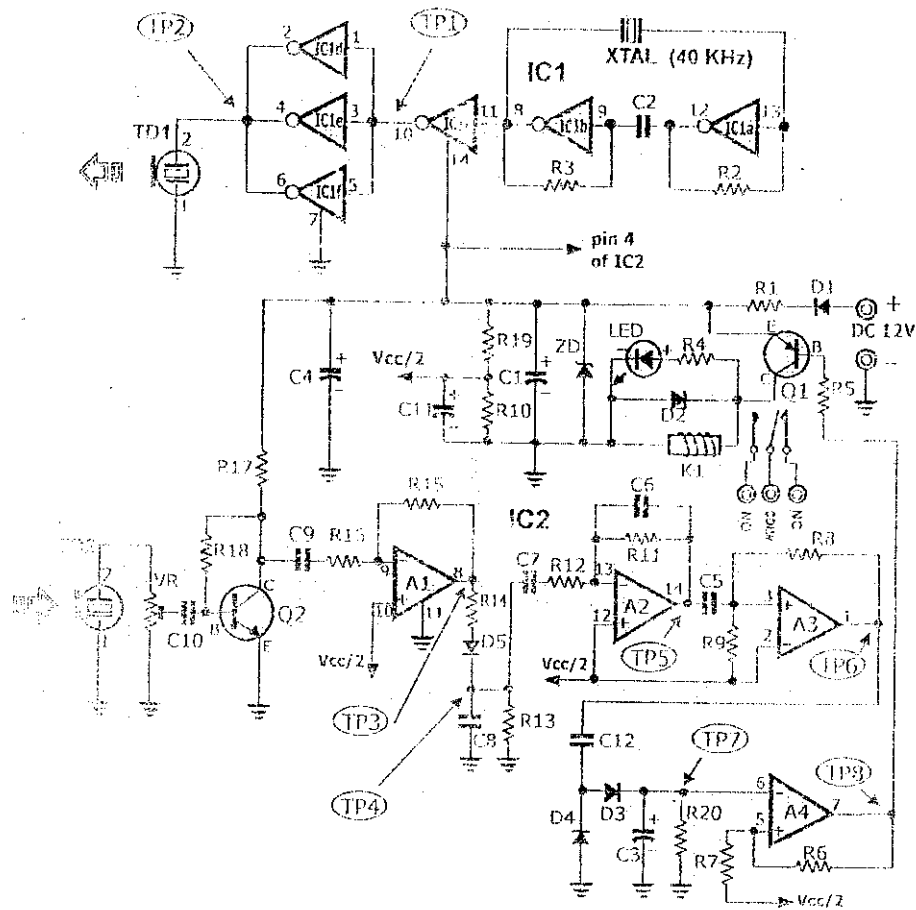 TP2
TP1
2
IC1d
1
XTAL (40 KHz)
IC1
4
IC1e
3
10
11
8
IC1b
9
C2
12
IC1a
13
TD1
2
14
R3
R2
6
IC1f
5
1
7
pin 4
of IC2
R1
D1
+
DC 12V
-
E
B
C
Q1
R5
LED
-
+
R4
ZD
D2
K1
R19
Vcc/2
C4
+
-
C11
+
R10
C1
+
-
NC
R17
R15
IC2
C6
R11
R8
R18
C9
R16
9
-
A1
8
10
+
11
R14
C7
R12
13
-
A2
14
12
+
C5
3
+
A3
1
2
-
R9
2
1
VR
C10
B
C
E
Q2
Vcc/2
D5
Vcc/2
TP5
TP6
TP3
C8
R13
TP4
C12
TP7
TP8
6
-
A4
7
5
+
D4
D3
+
C3
R20
R7
R6
Vcc/2